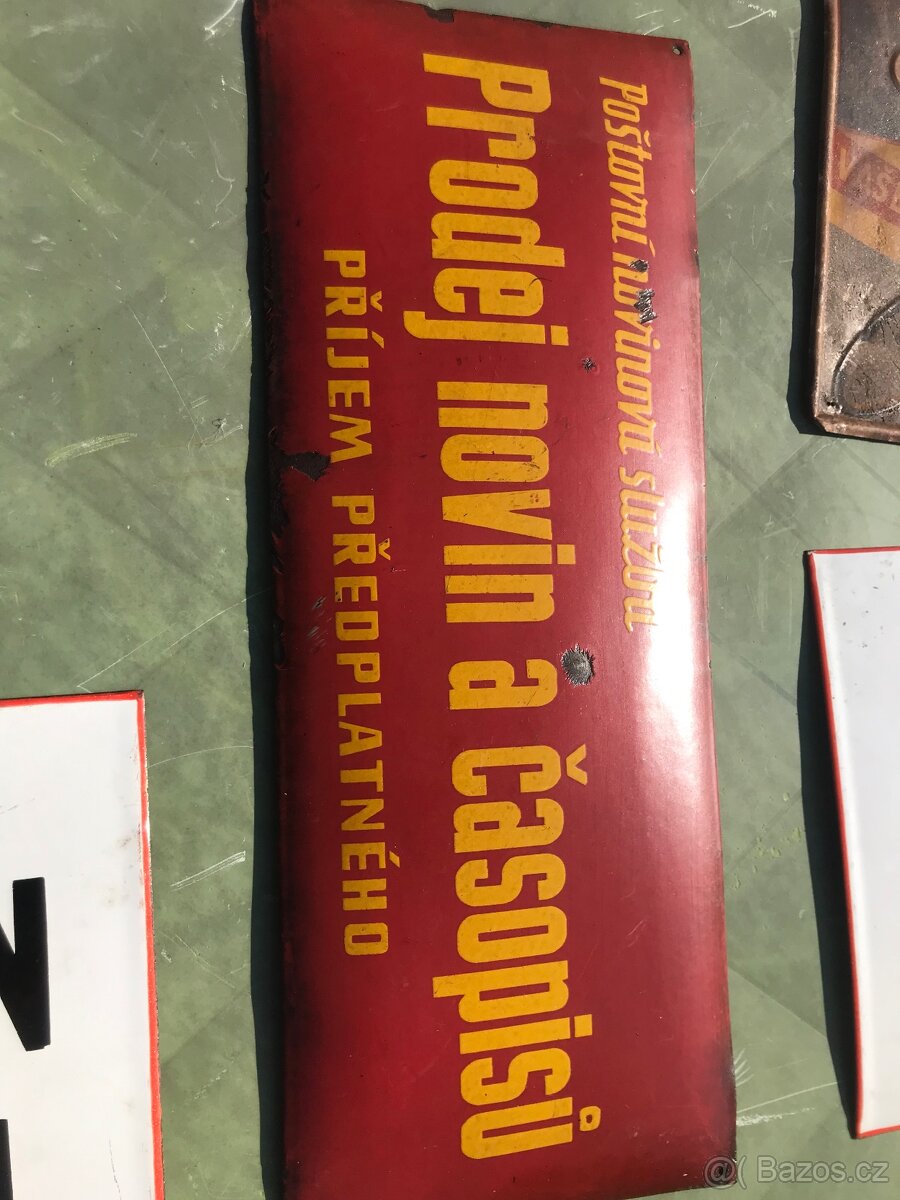 Poštovní novinová služba
Prodej novin a časopisů
PŘÍJEM PŘEDPLATNÉHO
@( Bazos.cz